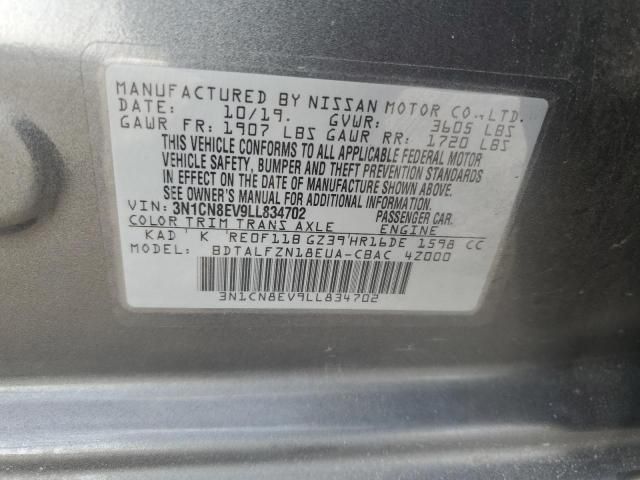 MANUFACTURED BY NISSAN MOTOR CO.,LTD.
DATE: 10/19. GVWR: 3605 LBS
GAWR FR: 1907 LBS GAWR RR: 1720 LBS
THIS VEHICLE CONFORMS TO ALL APPLICABLE FEDERAL MOTOR
VEHICLE SAFETY, BUMPER AND THEFT PREVENTION STANDARDS
IN EFFECT ON THE DATE OF MANUFACTURE SHOWN ABOVE.
SEE OWNER'S MANUAL FOR ADDITIONAL INFORMATION.
VIN: 3N1CN8EV9LL834702 PASSENGER CAR.
COLOR TRIM TRANS AXLE ENGINE
KAD ' K 'RE0F11B GZ39'HR16DE 1598 CC
MODEL: BDTALFZN18EUA-CBAC 4Z000
3N1CN8EV9LL834702